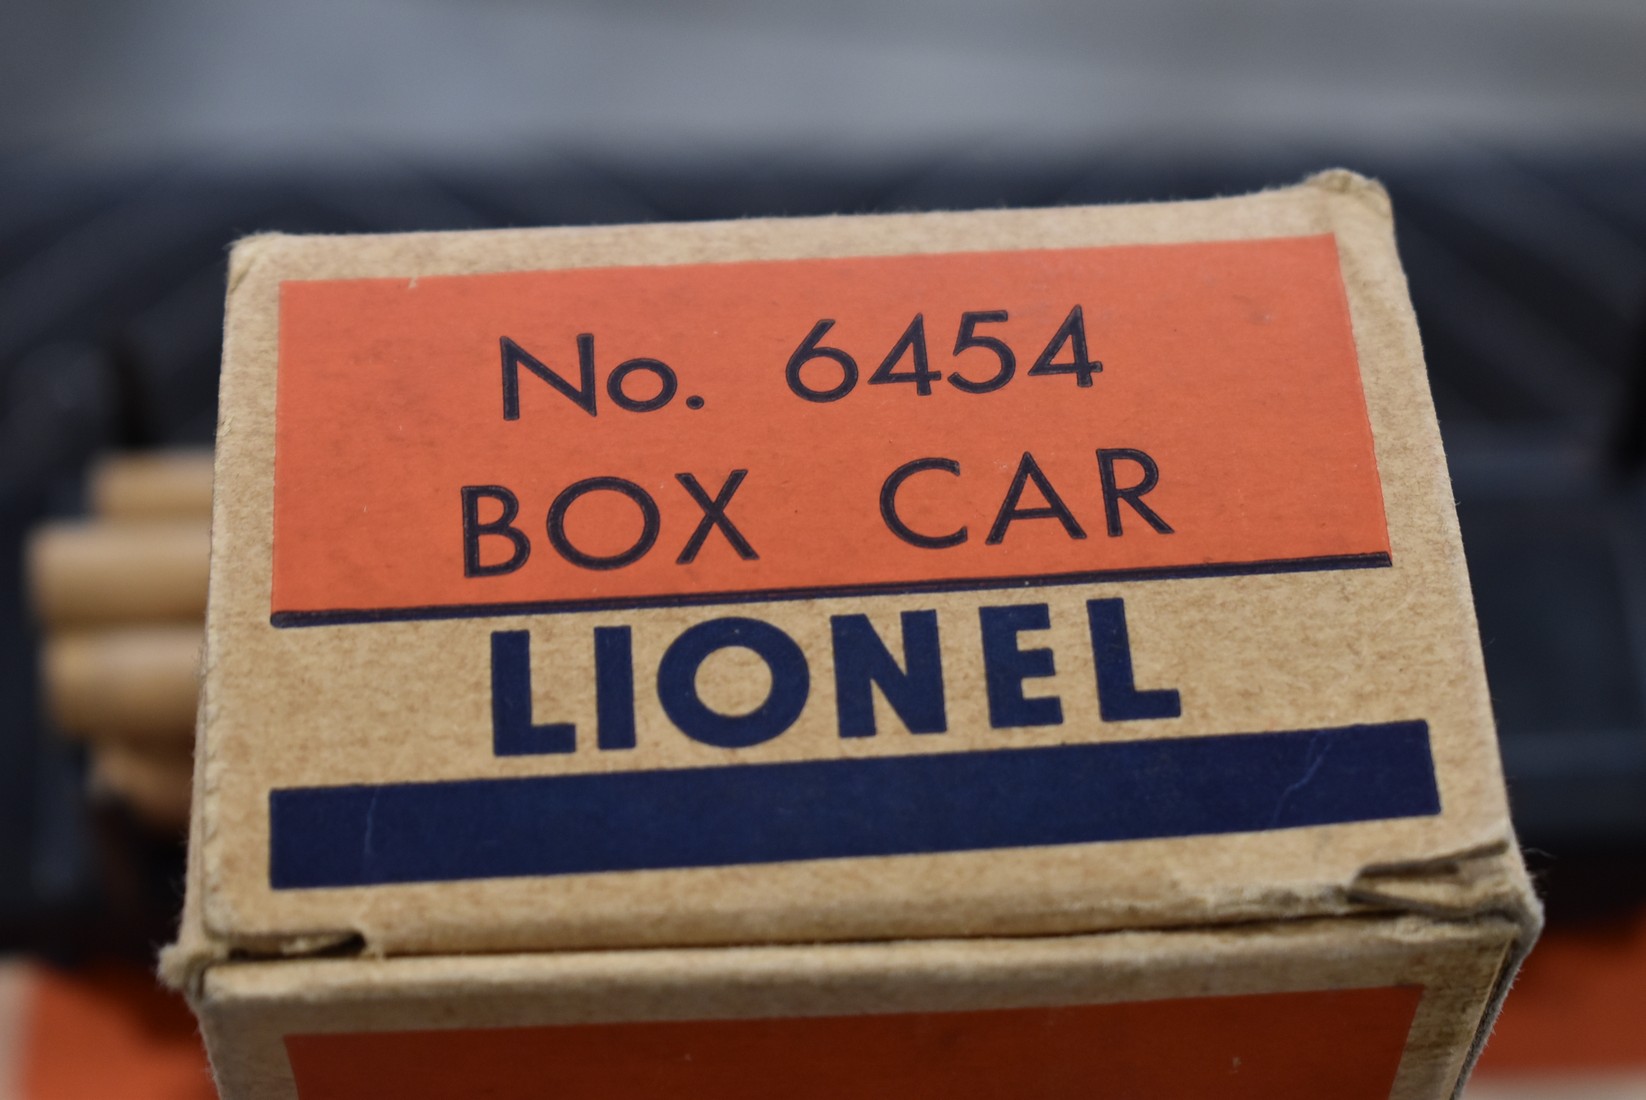 No. 6454
BOX CAR
LIONEL